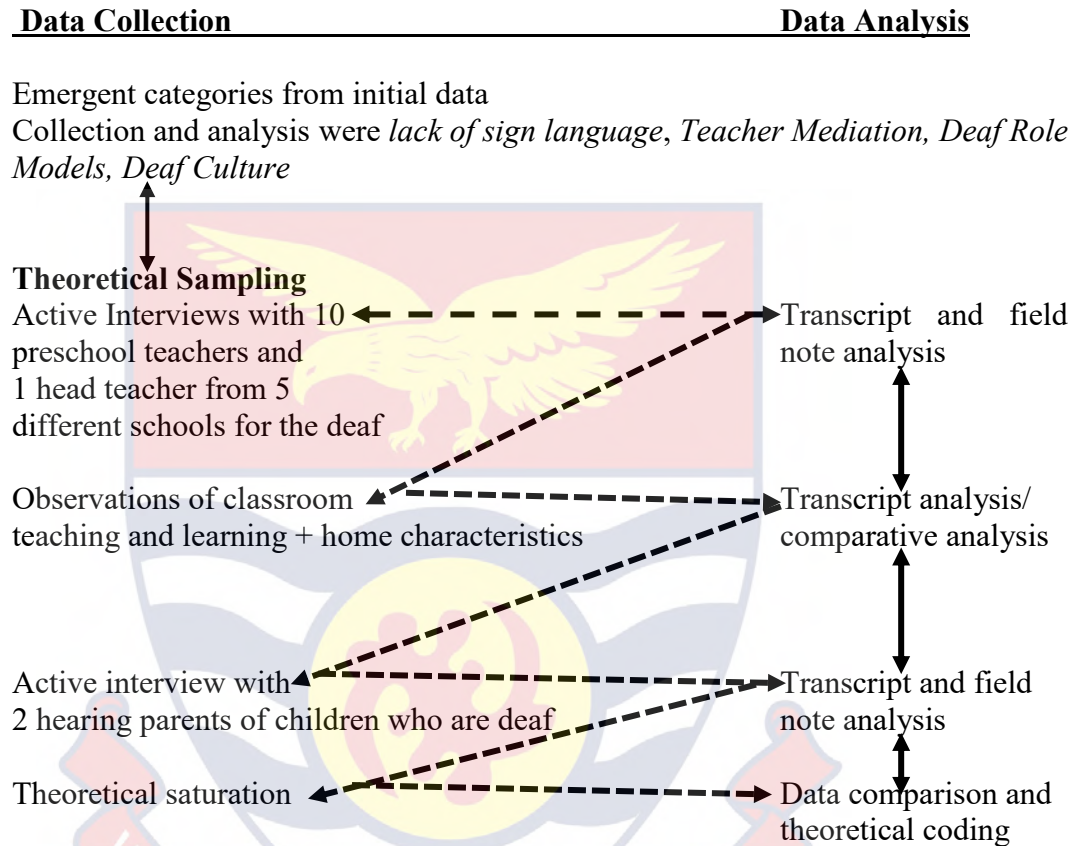 Data Collection Data Analysis
Emergent categories from initial data
Collection and analysis were lack of sign language, Teacher Mediation, Deaf Role
Models, Deaf Culture
Theoretical Sampling
Active Interviews with 10
preschool teachers and
1 head teacher from 5
different schools for the deaf
Transcript and field
note analysis
Observations of classroom
teaching and learning + home characteristics
Transcript analysis/
comparative analysis
Active interview with
2 hearing parents of children who are deaf
Transcript and field
note analysis
Theoretical saturation
Data comparison and
theoretical coding